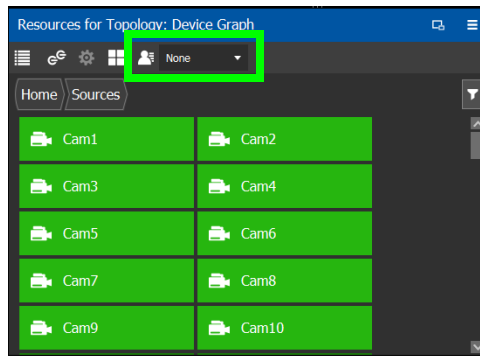 Resources for Topology: Device Graph
None
Home Sources
Cam1 Cam2
Cam3 Cam4
Cam5 Cam6
Cam7 Cam8
Cam9 Cam10